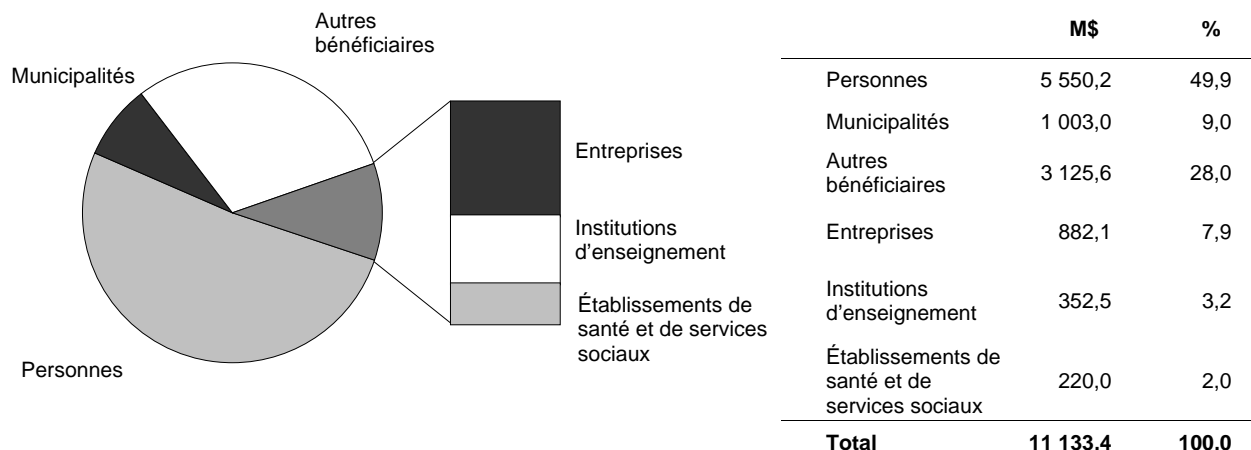 Autres
bénéficiaires
Municipalités
Entreprises
Institutions
d'enseignement
Établissements de
santé et de services
sociaux
Personnes
M$ %
Personnes 5 550,2 49,9
Municipalités 1 003,0 9,0
Autres
bénéficiaires 3 125,6 28,0
Entreprises 882,1 7,9
Institutions
d'enseignement 352,5 3,2
Établissements de
santé et de 220,0 2,0
services sociaux
Total 11 133,4 100,0